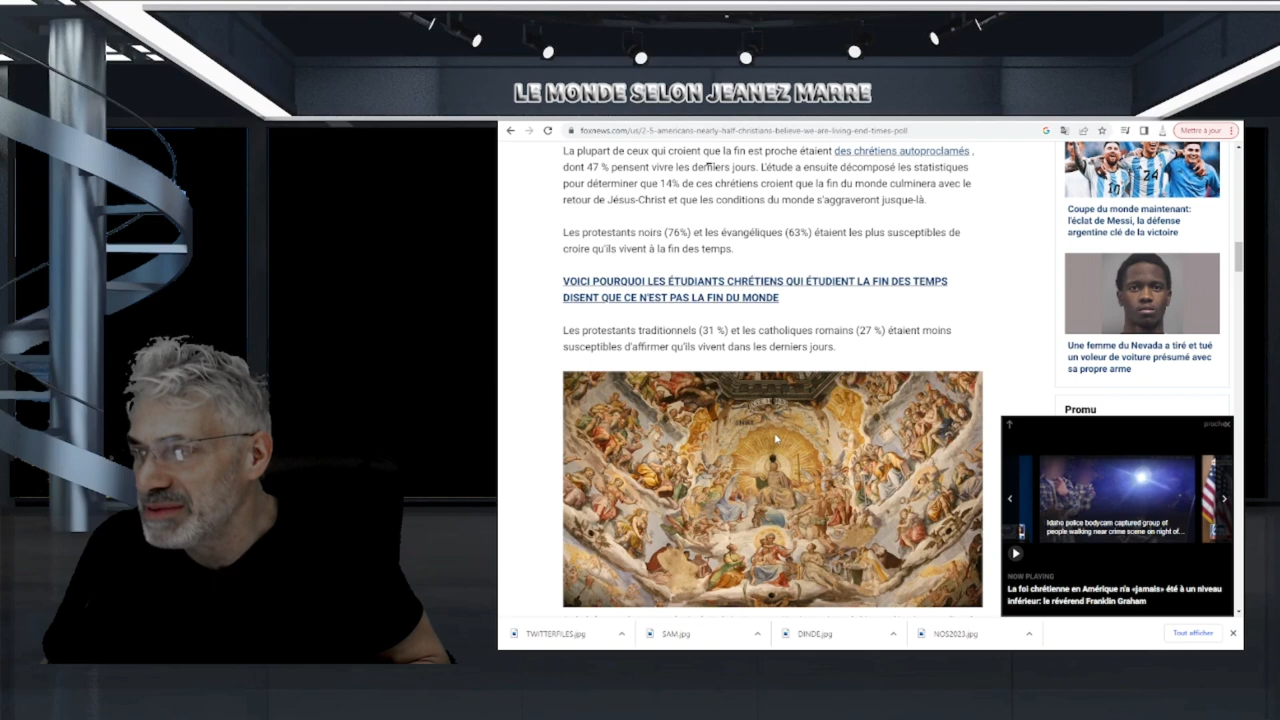 LE MONDE SELON JEANEZ MARRE
foxnews.com/us/2-5-americans-nearly-half-christians-believe-we-are-living-end-times-poll
Mettre à jour
La plupart de ceux qui croient que la fin est proche étaient des chrétiens autoproclamés ,
dont 47 % pensent vivre les derniers jours. L'étude a ensuite décomposé les statistiques
pour déterminer que 14% de ces chrétiens croient que la fin du monde culminera avec le
retour de Jésus-Christ et que les conditions du monde s'aggraveront jusque-là.
Les protestants noirs (76%) et les évangéliques (63%) étaient les plus susceptibles de
croire qu'ils vivent à la fin des temps.
VOICI POURQUOI LES ÉTUDIANTS CHRÉTIENS QUI ÉTUDIENT LA FIN DES TEMPS
DISENT QUE CE N'EST PAS LA FIN DU MONDE
Les protestants traditionnels (31 %) et les catholiques romains (27 %) étaient moins
susceptibles d'affirmer qu'ils vivent dans les derniers jours.
10
24
Coupe du monde maintenant:
l'éclat de Messi, la défense
argentine clé de la victoire
Une femme du Nevada a tiré et tué
un voleur de voiture présumé avec
sa propre arme
Promu
Idaho police bodycam captured group of
people walking near crime scene on night of...
NOW PLAYING
La foi chrétienne en Amérique n'a «jamais» été à un niveau
inférieur: le révérend Franklin Graham
TWITTERFILES.jpg
SAM.jpg
DINDE.jpg
NOS2023.jpg
Tout afficher